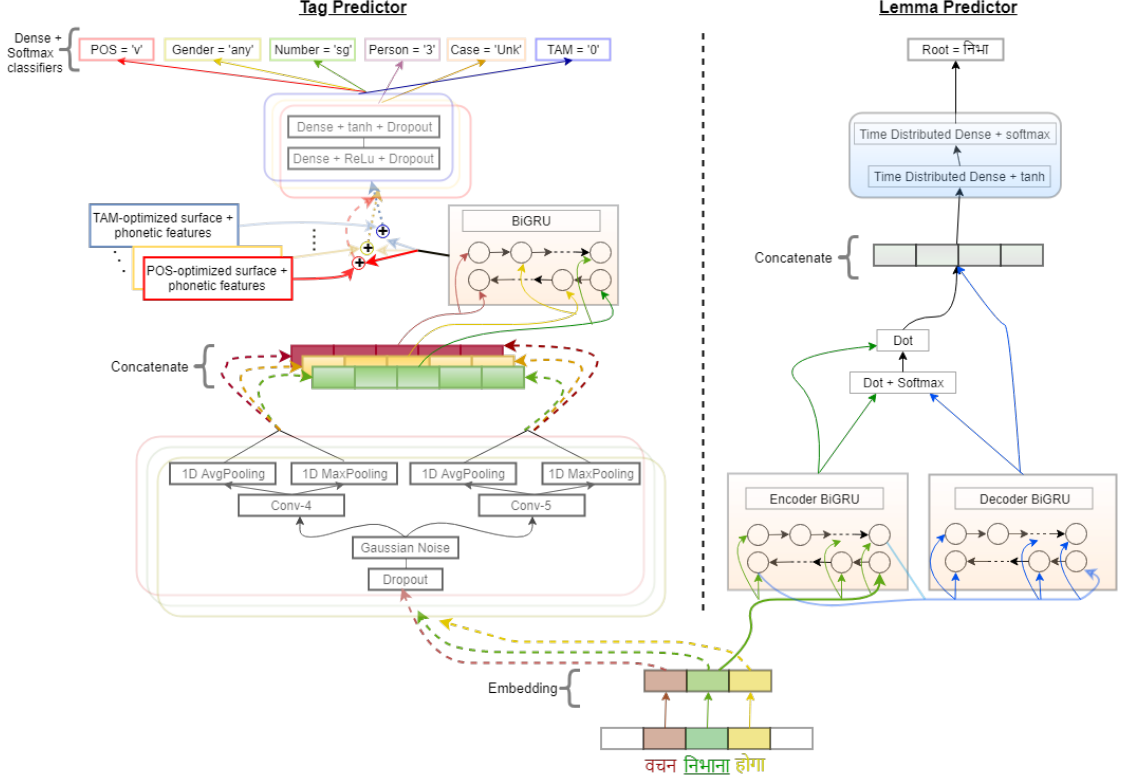 Tag Predictor
Lemma Predictor
Dense +
Softmax
classifiers
POS = 'v'
Gender = 'any'
Number = 'sg'
Person = '3'
Case = 'Unk'
TAM = '0'
Root = निभा
Dense + tanh + Dropout
Dense + ReLu + Dropout
Time Distributed Dense + softmax
Time Distributed Dense + tanh
TAM-optimized surface +
phonetic features
POS-optimized surface +
phonetic features
BiGRU
Concatenate
Concatenate
Dot
Dot + Softmax
1D AvgPooling
1D MaxPooling
1D AvgPooling
1D MaxPooling
Conv-4
Conv-5
Gaussian Noise
Dropout
Encoder BiGRU
Decoder BiGRU
Embedding
वचन निभाना होगा